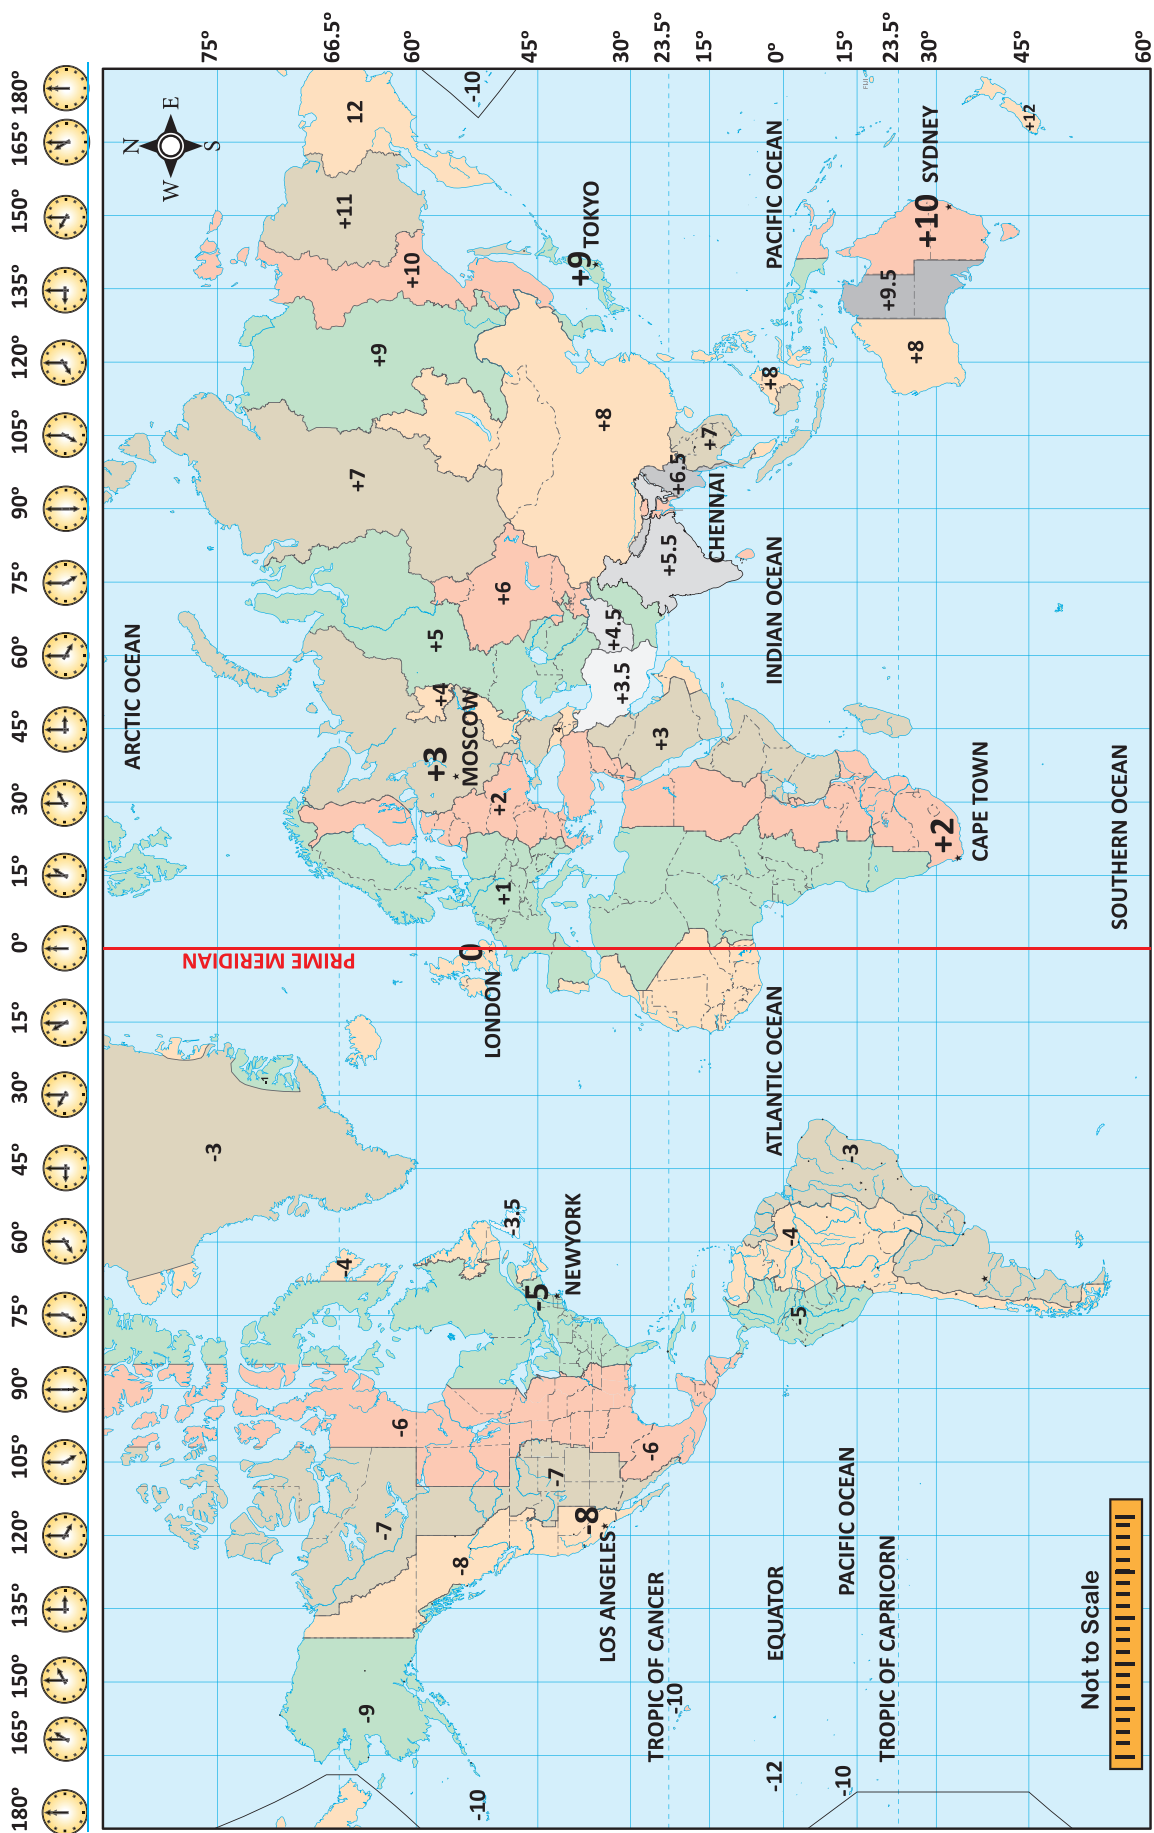 180° 165° 150° 135° 120° 105° 90° 75° 60° 45° 30° 15° 0° 15° 30° 45° 60° 75° 90° 105° 120° 135° 150° 165° 180°
75°
66.5°
60°
45°
30°
23.5°
15°
0°
15°
23.5°
30°
45°
60°
N
W E
S
ARCTIC OCEAN
PRIME MERIDIAN
-3
-1
-4
-9
-7
-6
-8
-3.5
-5
NEWYORK
-7
-6
-8
LOS ANGELES
-10
TROPIC OF CANCER
-10
-12
EQUATOR
-10
PACIFIC OCEAN
TROPIC OF CAPRICORN
-5
-4
-3
ATLANTIC OCEAN
0
LONDON
+1
+2
+3
MOSCOW
+4
4
+5
+6
+7
+9
+10
+11
12
-10
+3
+3.5
+4.5
+5.5
CHENNAI
+6.5
+7
+8
+9
TOKYO
+8
PACIFIC OCEAN
INDIAN OCEAN
+8
+9.5
+10
SYDNEY
FIJI
+12
+2
CAPE TOWN
SOUTHERN OCEAN
Not to Scale